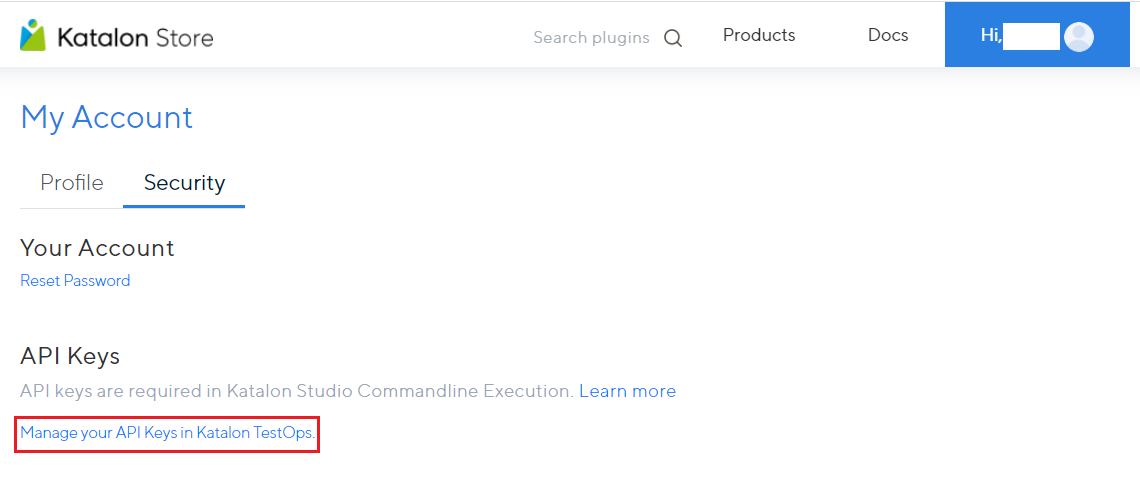 Katalon Store
Search plugins
Products
Docs
Hi,
My Account
Profile
Security
Your Account
Reset Password
API Keys
API keys are required in Katalon Studio Commandline Execution. Learn more
Manage your API Keys in Katalon TestOps.